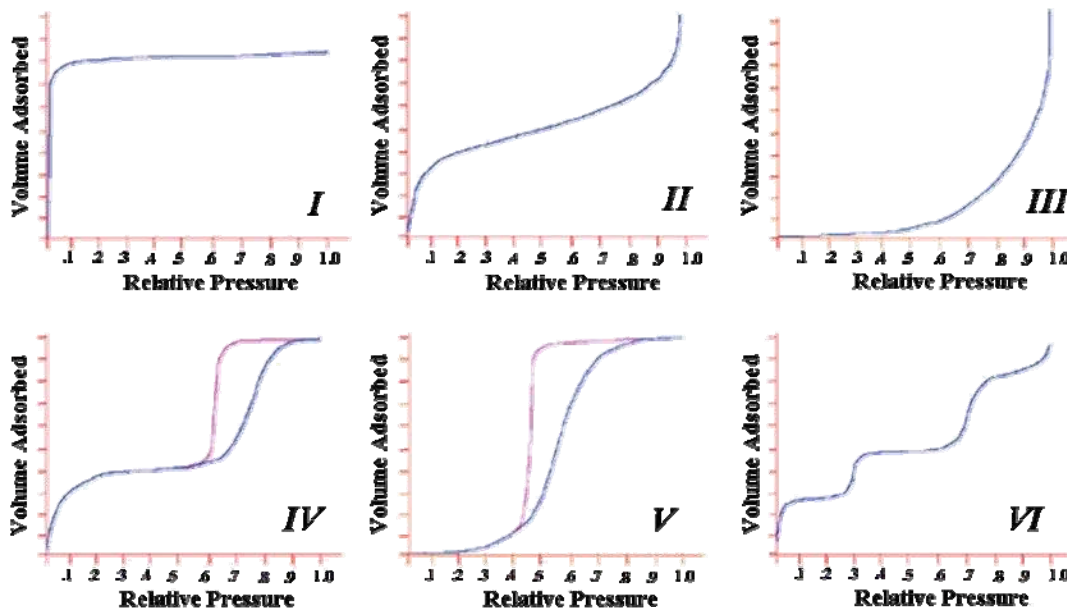 Volume Adsorbed
I
.1 .2 .3 .4 .5 .6 .7 .8 .9 1.0
Relative Pressure
Volume Adsorbed
II
.1 .2 .3 .4 .5 .6 .7 .8 .9 1.0
Relative Pressure
Volume Adsorbed
III
.1 .2 .3 .4 .5 .6 .7 .8 .9 1.0
Relative Pressure
Volume Adsorbed
IV
.1 .2 .3 .4 .5 .6 .7 .8 .9 1.0
Relative Pressure
Volume Adsorbed
V
.1 .2 .3 .4 .5 .6 .7 .8 .9 1.0
Relative Pressure
Volume Adsorbed
VI
.1 .2 .3 .4 .5 .6 .7 .8 .9 1.0
Relative Pressure